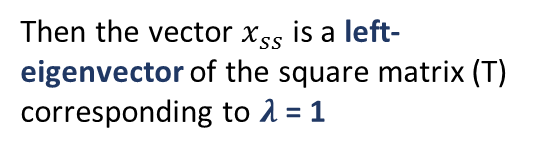 Then the vector xₛₛ is a left-
eigenvector of the square matrix (T)
corresponding to λ = 1